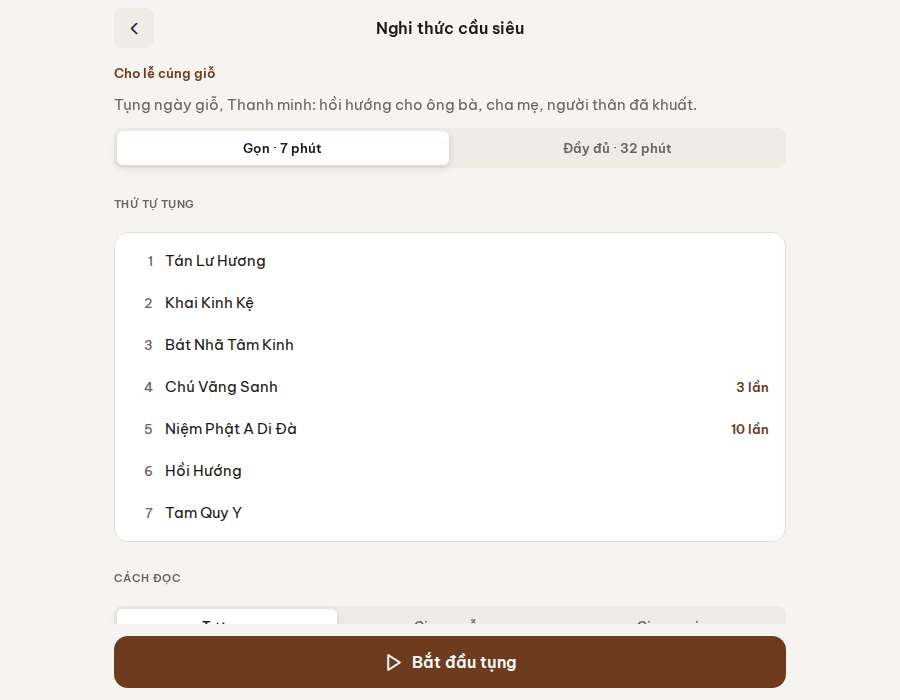 Nghi thức cầu siêu
Cho lễ cúng giỗ
Tụng ngày giỗ, Thanh minh: hồi hướng cho ông bà, cha mẹ, người thân đã khuất.
Gọn · 7 phút
Đầy đủ · 32 phút
THỨ TỰ TỤNG
1 Tán Lư Hương
2 Khai Kinh Kệ
3 Bát Nhã Tâm Kinh
4 Chú Vãng Sanh 3 lần
5 Niệm Phật A Di Đà 10 lần
6 Hồi Hướng
7 Tam Quy Y
CÁCH ĐỌC
Bắt đầu tụng